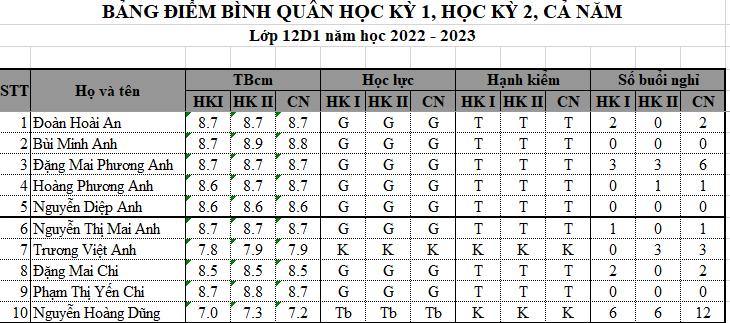 BẢNG ĐIỂM BÌNH QUÂN HỌC KỲ 1, HỌC KỲ 2, CẢ NĂM
Lớp 12D1 năm học 2022 - 2023
STT Họ và tên TBcm Học lực Hạnh kiểm Số buổi nghỉ
HKI HK II CN HK I HK II CN HK I HK II CN HK I HK II CN
1 Đoàn Hoài An 8.7 8.7 8.7 G G G T T T 2 0 2
2 Bùi Minh Anh 8.7 8.9 8.8 G G G T T T 0 0 0
3 Đặng Mai Phương Anh 8.7 8.7 8.7 G G G T T T 3 3 6
4 Hoàng Phương Anh 8.6 8.7 8.7 G G G T T T 0 1 1
5 Nguyễn Diệp Anh 8.6 8.6 8.6 G G G T T T 0 0 0
6 Nguyễn Thị Mai Anh 8.7 8.7 8.7 G G G T T T 1 0 1
7 Trương Việt Anh 7.8 7.9 7.9 K K K K K K 0 3 3
8 Đặng Mai Chi 8.5 8.5 8.5 G G G T T T 2 0 2
9 Phạm Thị Yến Chi 8.7 8.8 8.7 G G G T T T 0 0 0
10 Nguyễn Hoàng Dũng 7.0 7.3 7.2 Tb Tb Tb K K K 6 6 12